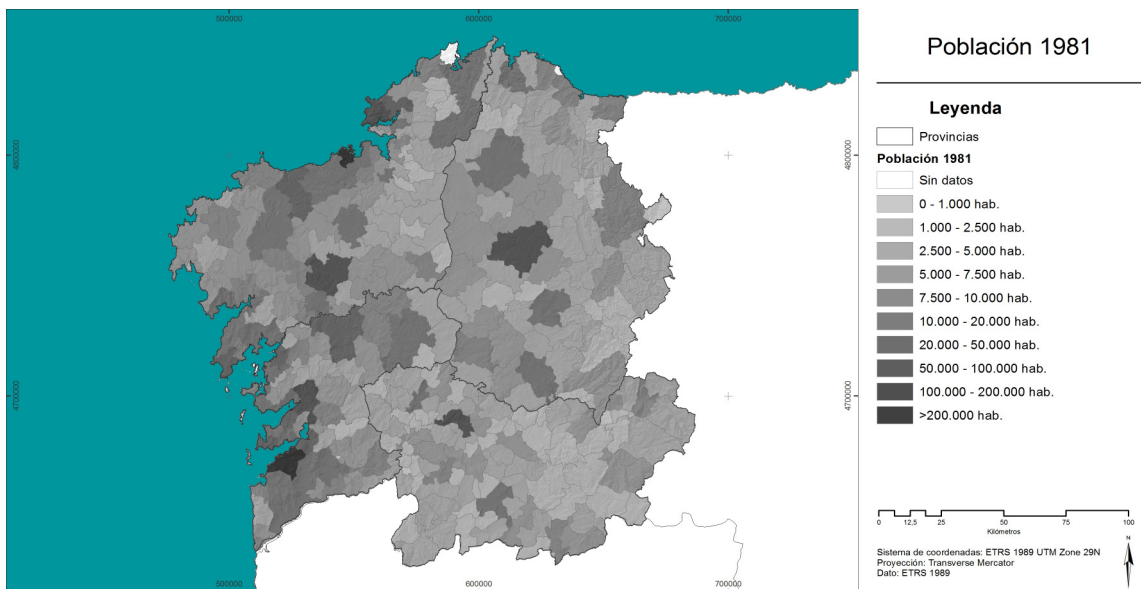 500000
600000
700000
4800000
4700000
4800000
4700000
500000
600000
700000
Población 1981
Leyenda
Provincias
Población 1981
Sin datos
0 - 1.000 hab.
1.000 - 2.500 hab.
2.500 - 5.000 hab.
5.000 - 7.500 hab.
7.500 - 10.000 hab.
10.000 - 20.000 hab.
20.000 - 50.000 hab.
50.000 - 100.000 hab.
100.000 - 200.000 hab.
>200.000 hab.
0 12,5 25 50 75 100
Kilómetros
Sistema de coordenadas: ETRS 1989 UTM Zone 29N
Proyección: Transverse Mercator
Dato: ETRS 1989
N